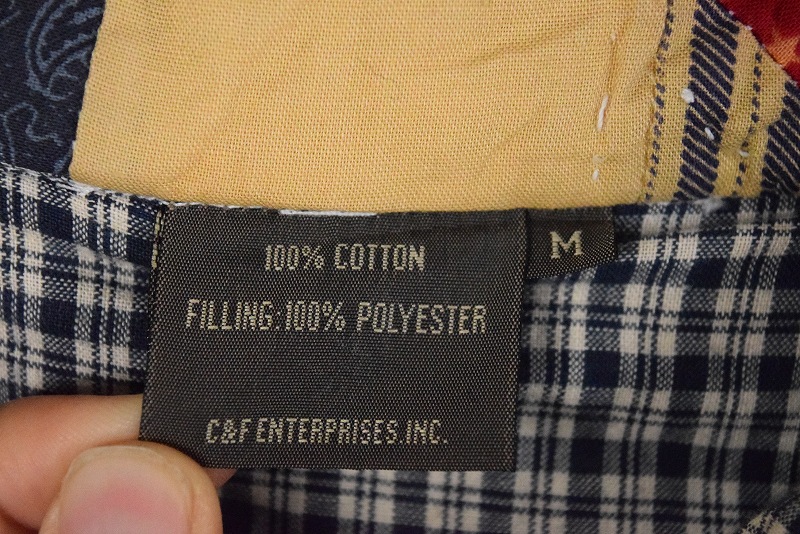 100% COTTON
M
FILLING:100% POLYESTER
C&F ENTERPRISES.INC.